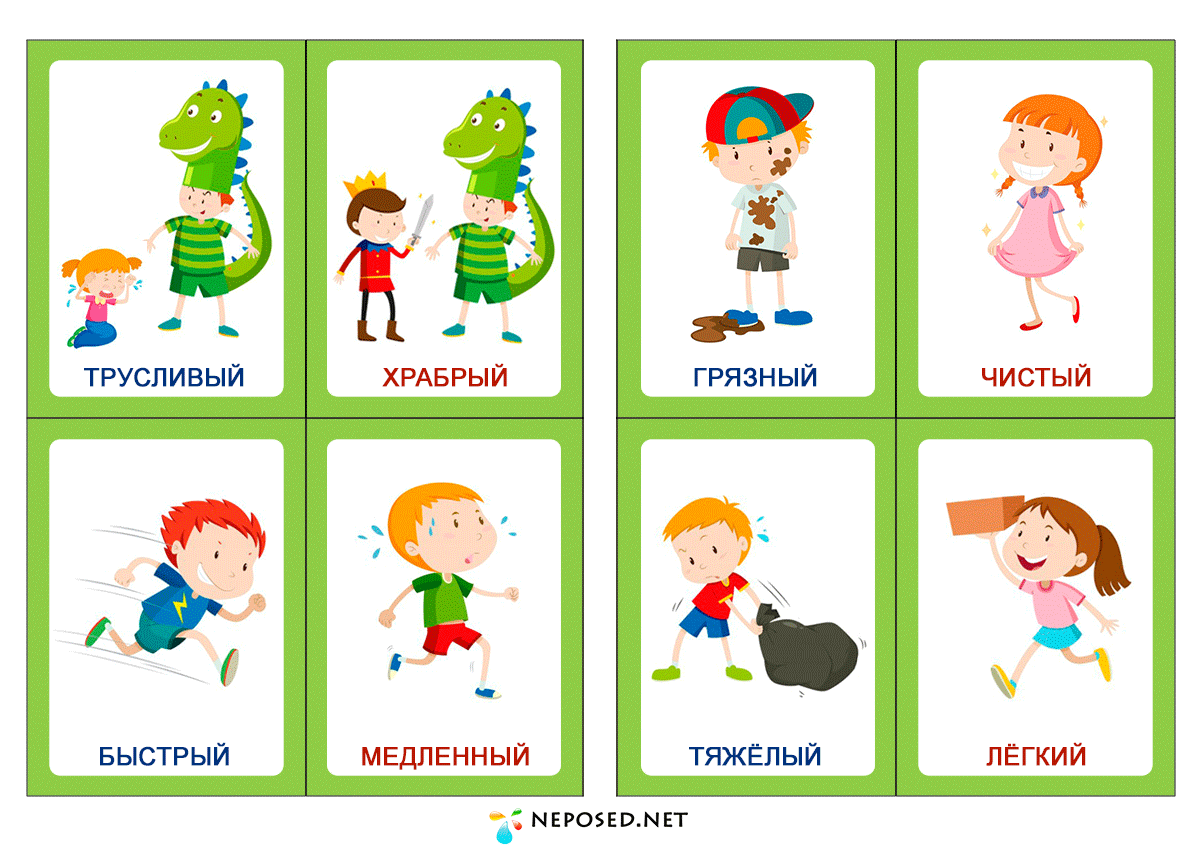 ТРУСЛИВЫЙ
ХРАБРЫЙ
ГРЯЗНЫЙ
ЧИСТЫЙ
БЫСТРЫЙ
МЕДЛЕННЫЙ
ТЯЖЁЛЫЙ
ЛЁГКИЙ
NEPOSED.NET